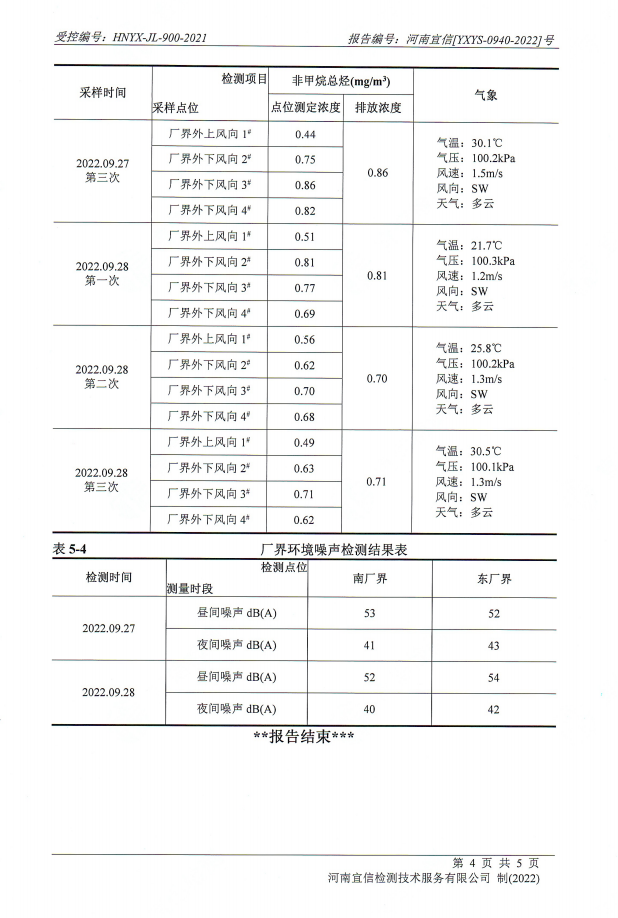 受控编号：HNYX-JL-900-2021 报告编号：河南宜信[YXYS-0940-2022]号
采样时间 检测项目 采样点位 非甲烷总烃(mg/m³) 气象
点位测定浓度 排放浓度
2022.09.27
第三次
厂界外上风向 1# 0.44
厂界外下风向 2# 0.75
厂界外下风向 3# 0.86
厂界外下风向 4# 0.82
0.86
气温：30.1℃
气压：100.2kPa
风速：1.5m/s
风向：SW
天气：多云
2022.09.28
第一次
厂界外上风向 1# 0.51
厂界外下风向 2# 0.81
厂界外下风向 3# 0.77
厂界外下风向 4# 0.69
0.81
气温：21.7℃
气压：100.3kPa
风速：1.2m/s
风向：SW
天气：多云
2022.09.28
第二次
厂界外上风向 1# 0.56
厂界外下风向 2# 0.62
厂界外下风向 3# 0.70
厂界外下风向 4# 0.68
0.70
气温：25.8℃
气压：100.2kPa
风速：1.3m/s
风向：SW
天气：多云
2022.09.28
第三次
厂界外上风向 1# 0.49
厂界外下风向 2# 0.63
厂界外下风向 3# 0.71
厂界外下风向 4# 0.62
0.71
气温：30.5℃
气压：100.1kPa
风速：1.3m/s
风向：SW
天气：多云
表 5-4 厂界环境噪声检测结果表
检测时间 检测点位 测量时段 南厂界 东厂界
2022.09.27
昼间噪声 dB(A) 53 52
夜间噪声 dB(A) 41 43
2022.09.28
昼间噪声 dB(A) 52 54
夜间噪声 dB(A) 40 42
**报告结束***
第 4 页 共 5 页
河南宜信检测技术服务有限公司 制(2022)